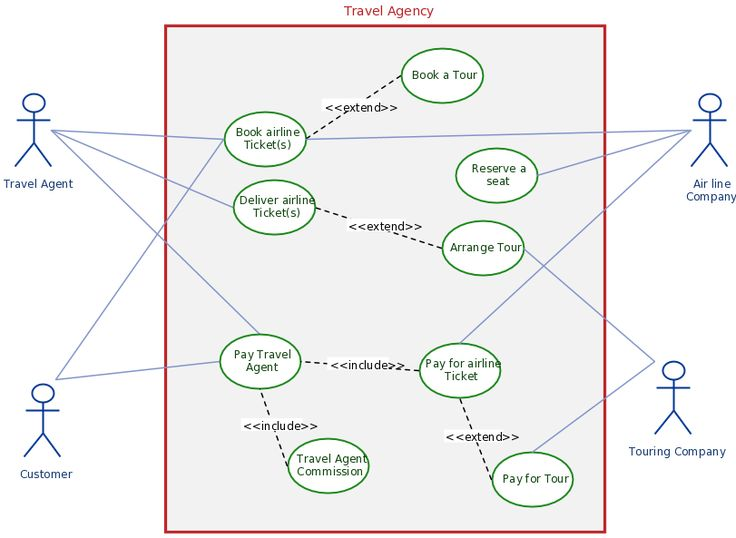 Travel Agency
Book a Tour
<<extend>>
Book airline
Ticket(s)
Travel Agent
Reserve a
seat
Air line
Company
Deliver airline
Ticket(s)
<<extend>>
Arrange Tour
Pay Travel
Agent
<<include>>
Pay for airline
Ticket
<<include>>
<<extend>>
Travel Agent
Commission
Pay for Tour
Customer
Touring Company